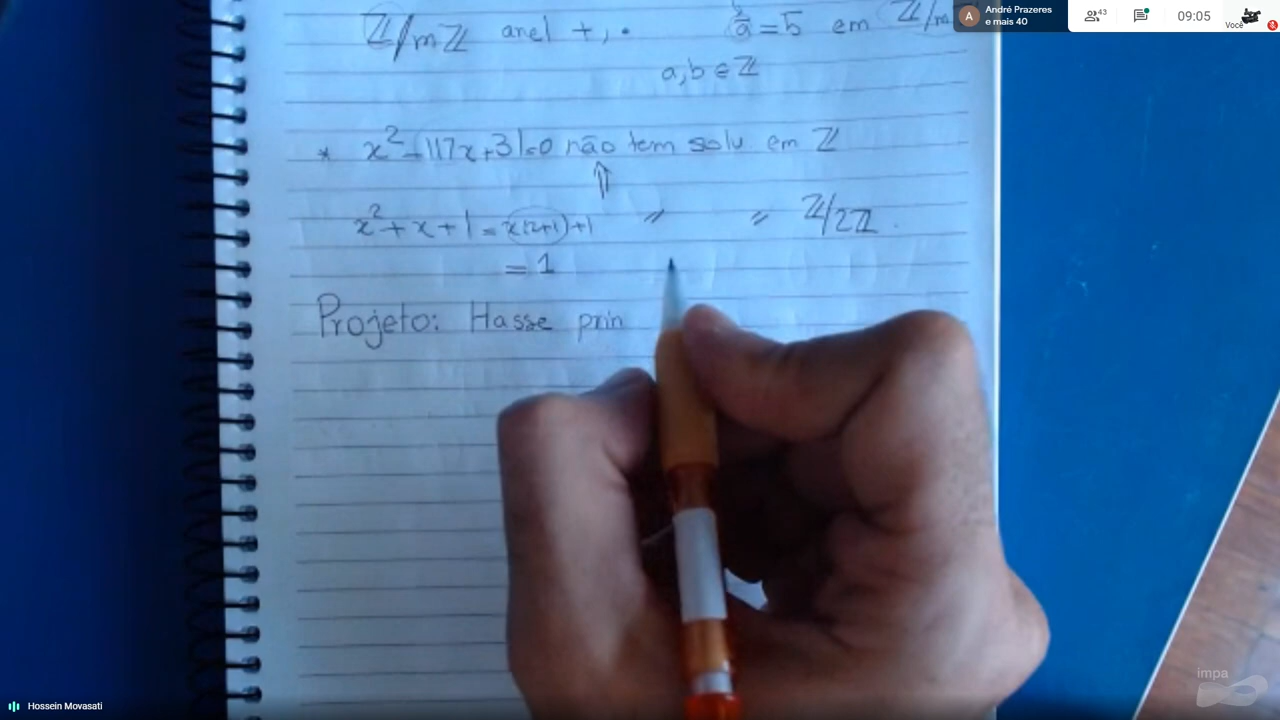 André Prazeres
e mais 40
43
09:05
Você
ℤ/mℤ anel +, · ā = b̄ em ℤ/m
a, b ∈ ℤ
* x² - 117x + 31 = 0 não tem solu em ℤ
⇑
x² + x + 1 = x(x+1) + 1 〃 〃 ℤ/2ℤ.
= 1
Projeto: Hasse prin
impa
Hossein Movasati